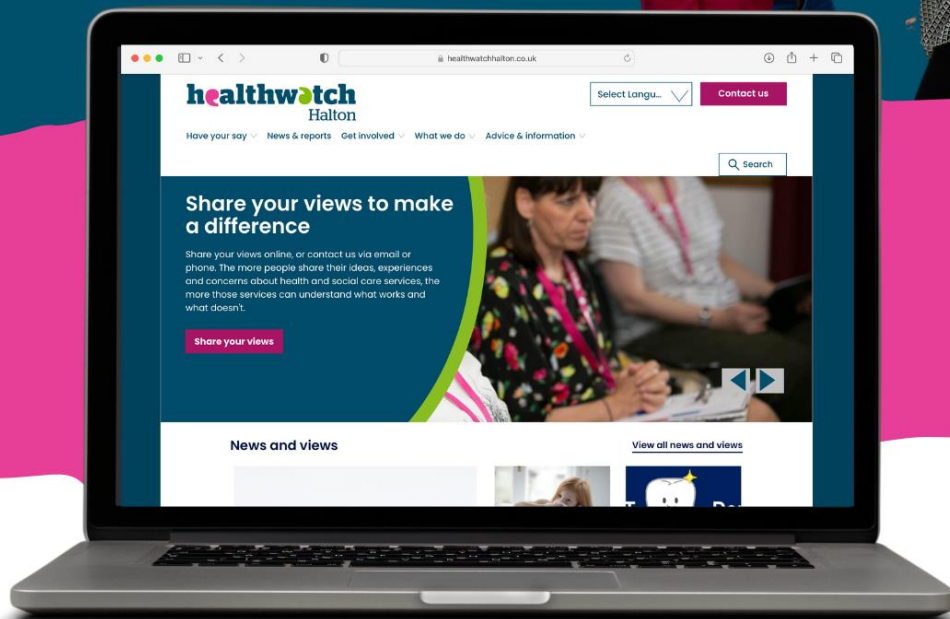 healthwatchhalton.co.uk
healthwatch
Halton
Select Langu...
Contact us
Have your say
News & reports
Get involved
What we do
Advice & information
Search
Share your views to make
a difference
Share your views online, or contact us via email or
phone. The more people share their ideas, experiences
and concerns about health and social care services, the
more those services can understand what works and
what doesn't.
Share your views
News and views
View all news and views